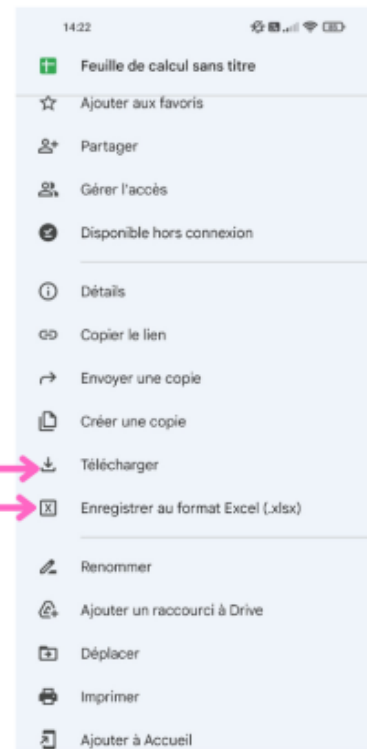 14:22
Feuille de calcul sans titre
Ajouter aux favoris
Partager
Gérer l'accès
Disponible hors connexion
Détails
Copier le lien
Envoyer une copie
Créer une copie
Télécharger
Enregistrer au format Excel (.xlsx)
Renommer
Ajouter un raccourci à Drive
Déplacer
Imprimer
Ajouter à Accueil